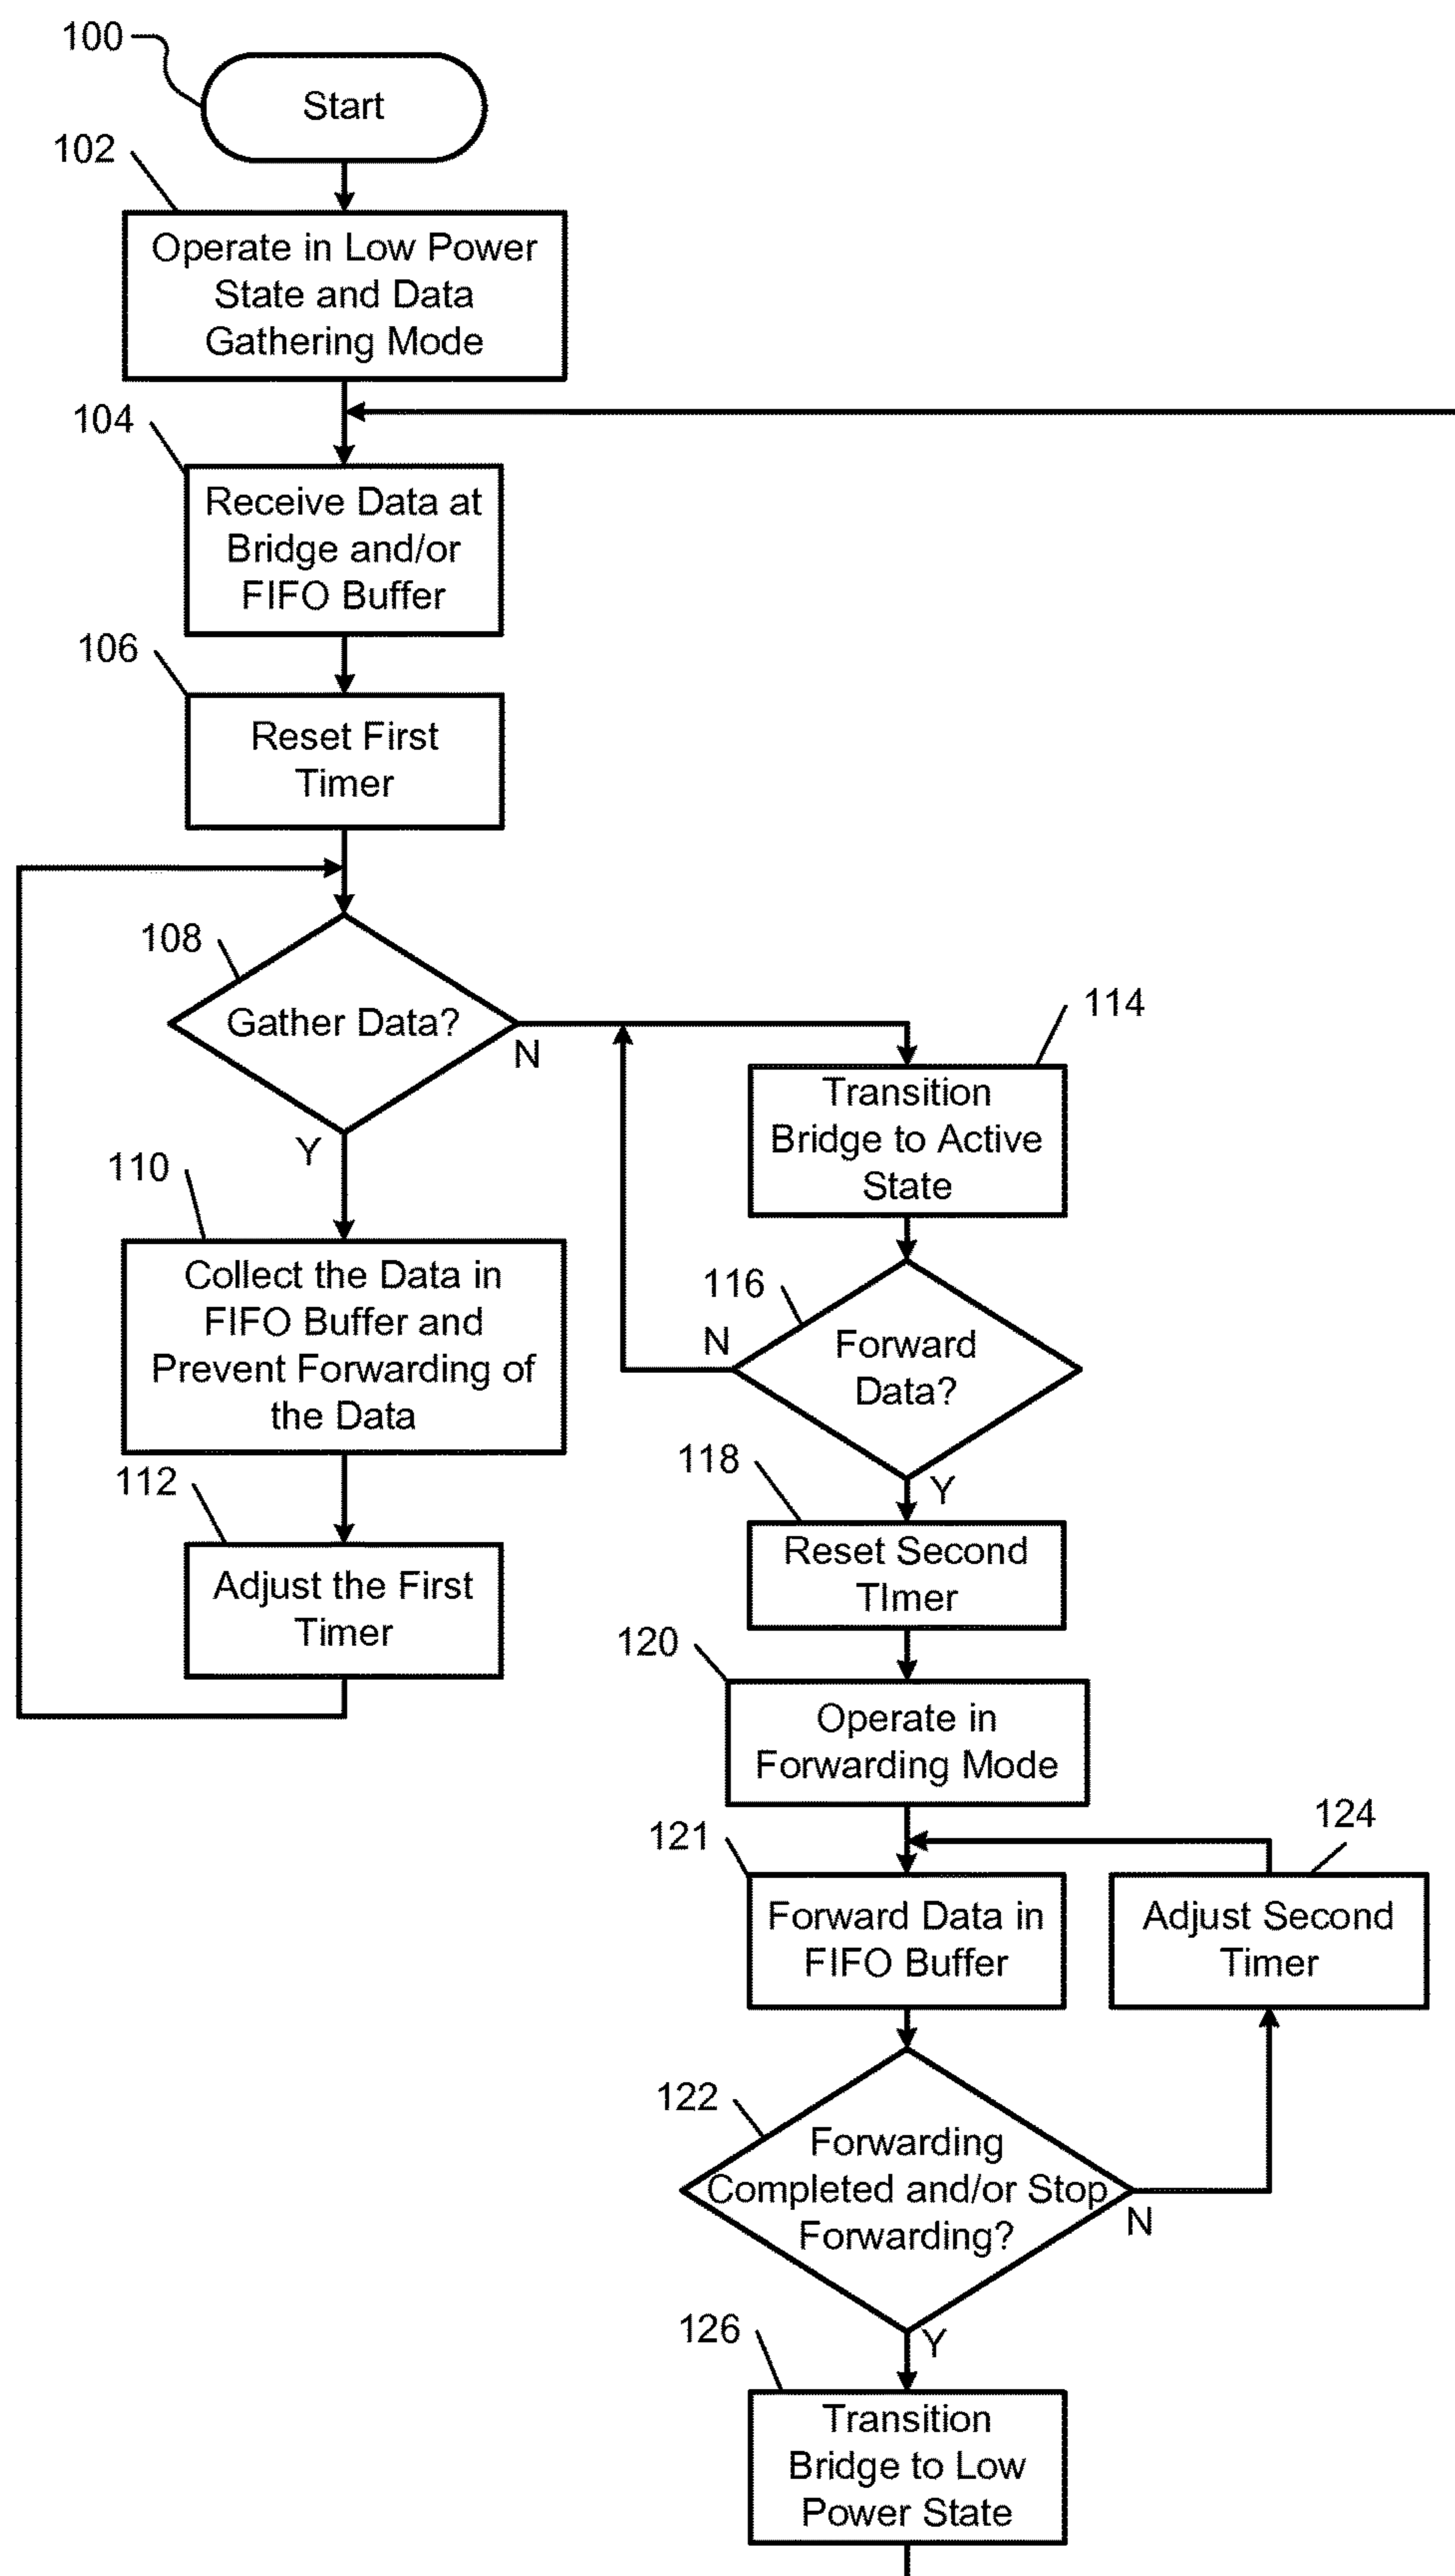 100
Start
102
Operate in Low Power
State and Data
Gathering Mode
104
Receive Data at
Bridge and/or
FIFO Buffer
106
Reset First
Timer
108
Gather Data?
N
Y
110
Collect the Data in
FIFO Buffer and
Prevent Forwarding of
the Data
112
Adjust the First
Timer
114
Transition
Bridge to Active
State
116
Forward
Data?
N
Y
118
Reset Second
TImer
120
Operate in
Forwarding Mode
121
Forward Data in
FIFO Buffer
124
Adjust Second
Timer
122
Forwarding
Completed and/or Stop
Forwarding?
N
Y
126
Transition
Bridge to Low
Power State